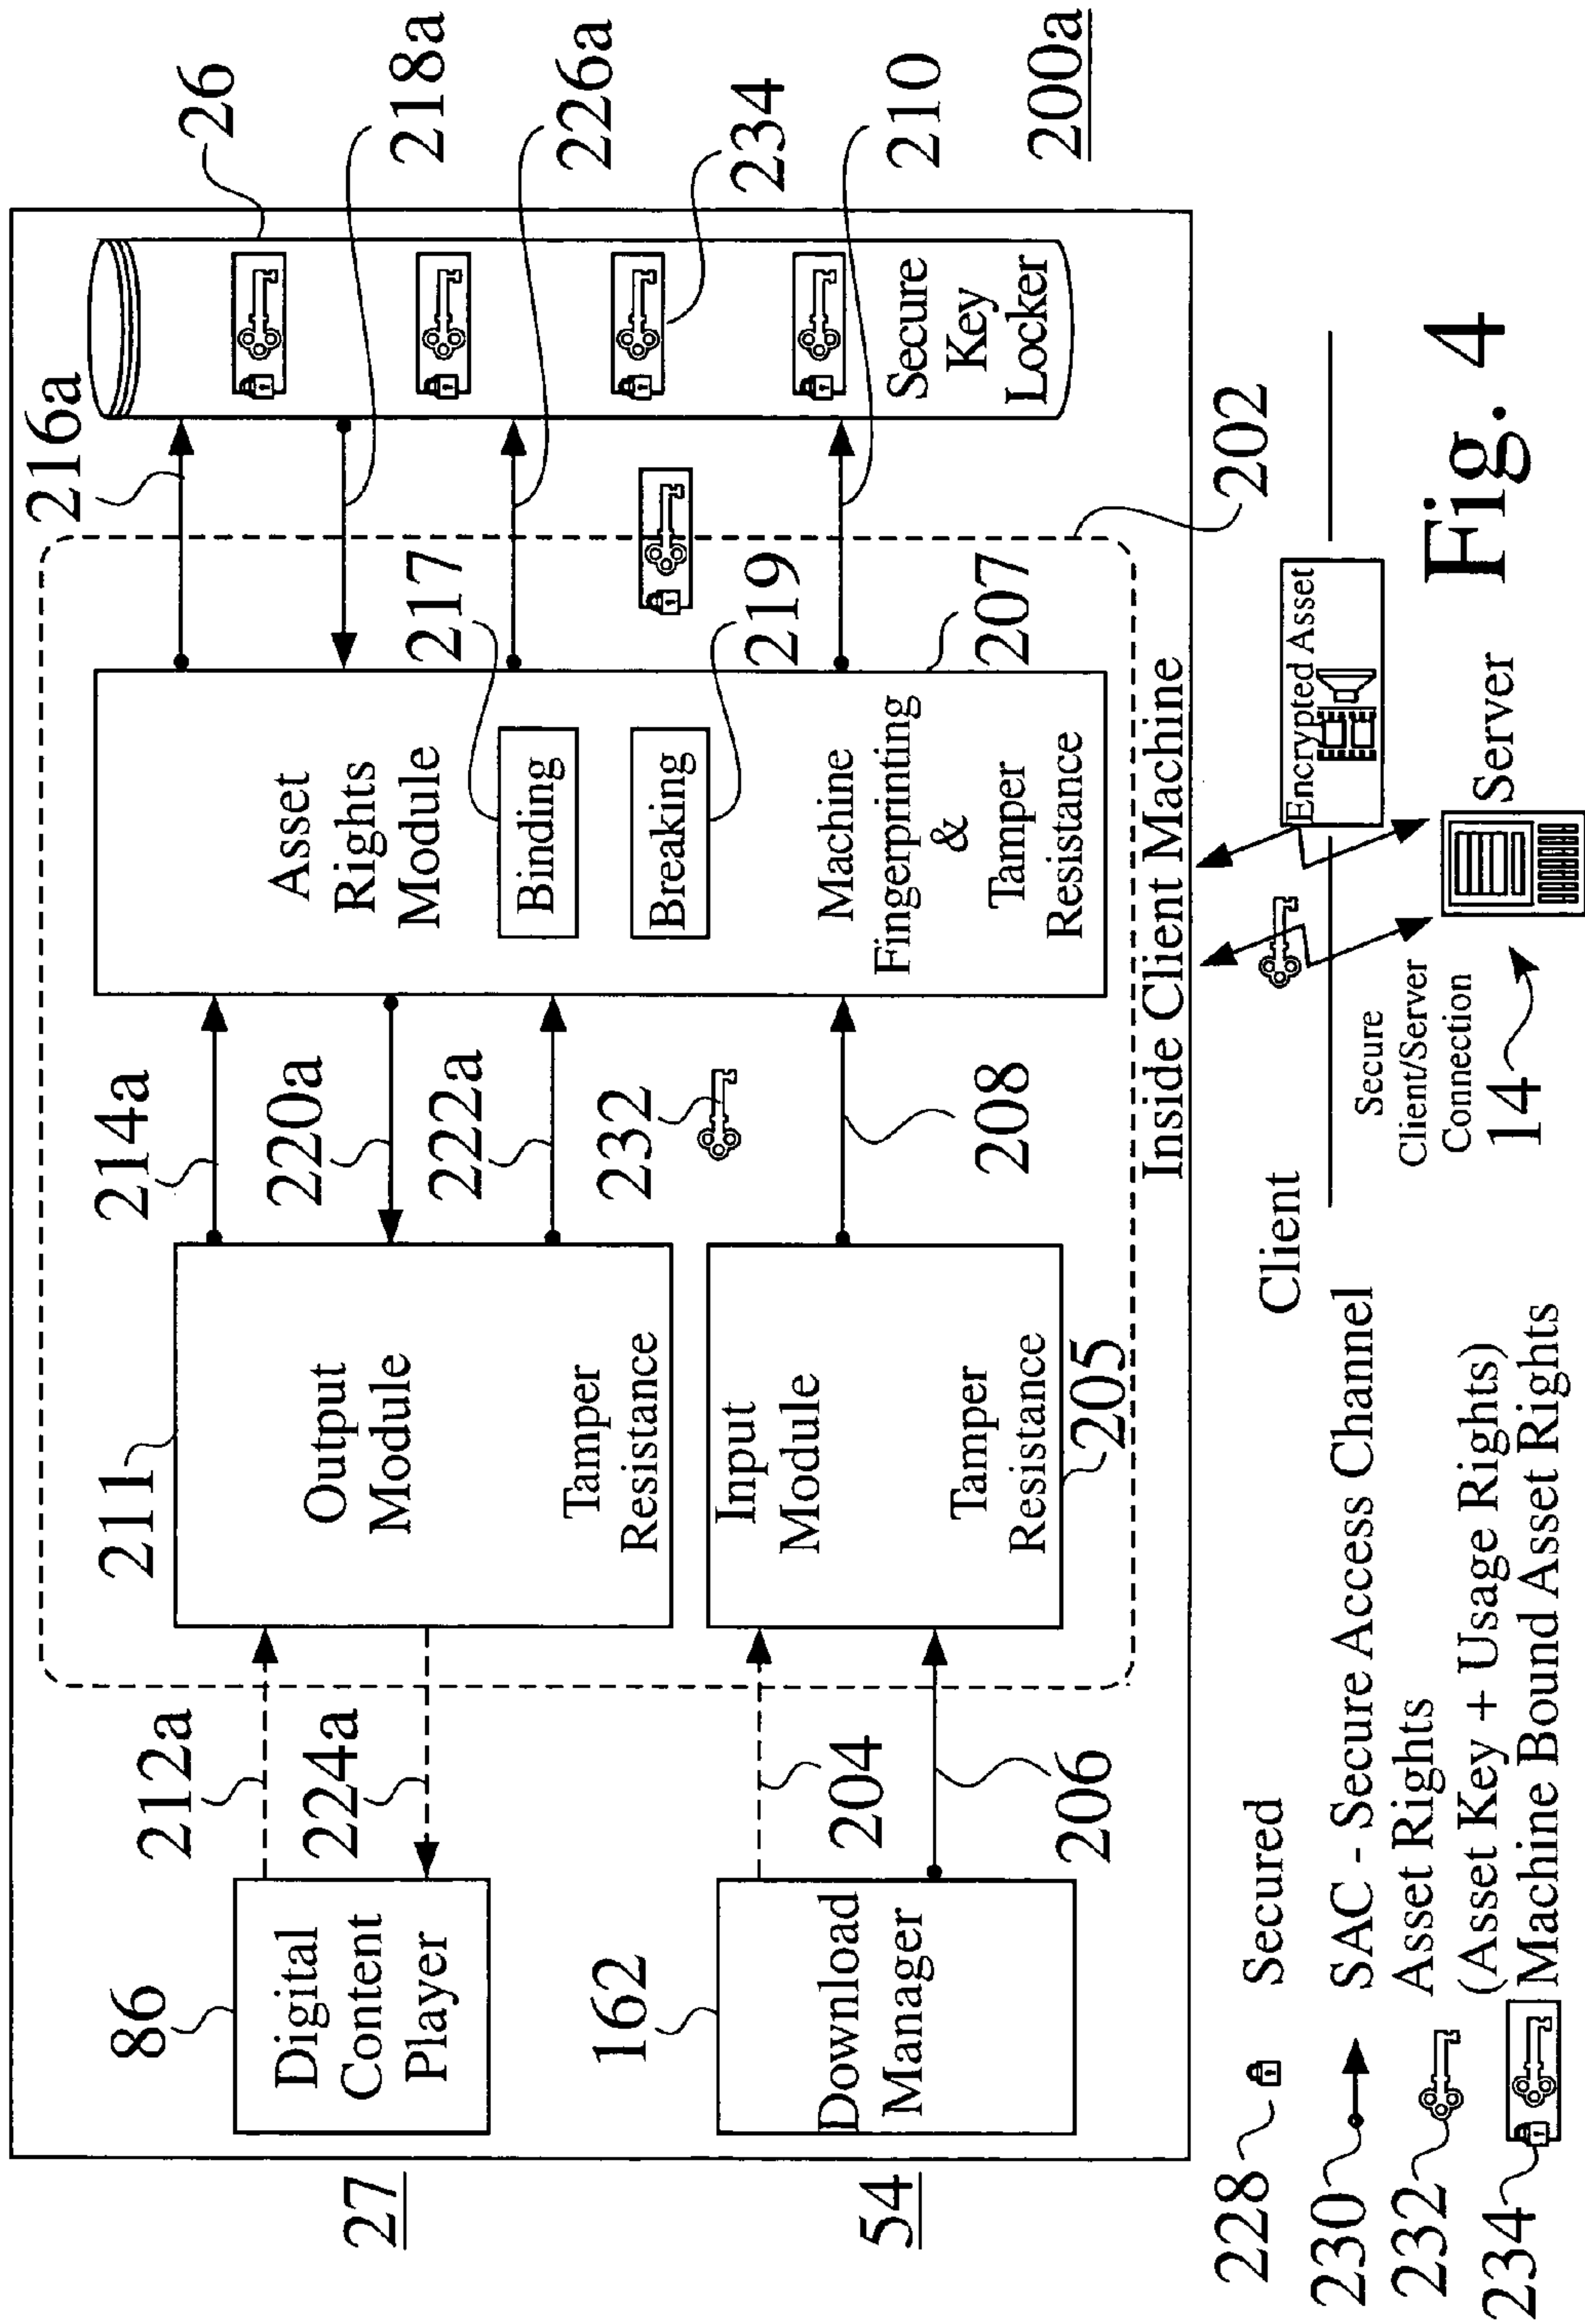 216a
26
218a
226a
234
210
200a
202
Secure
Key
Locker
214a
220a
222a
232
208
217
219
207
Asset
Rights
Module
Binding
Breaking
Machine
Fingerprinting
&
Tamper
Resistance
211
Output
Module
Tamper
Resistance
Input
Module
Tamper
Resistance
205
212a
224a
204
206
86
Digital
Content
Player
162
Download
Manager
27
54
Inside Client Machine
Client
Encrypted Asset
Secure
Client/Server
Connection
14
Server
228 Secured
230 SAC - Secure Access Channel
232 Asset Rights
(Asset Key + Usage Rights)
234 Machine Bound Asset Rights
Fig. 4